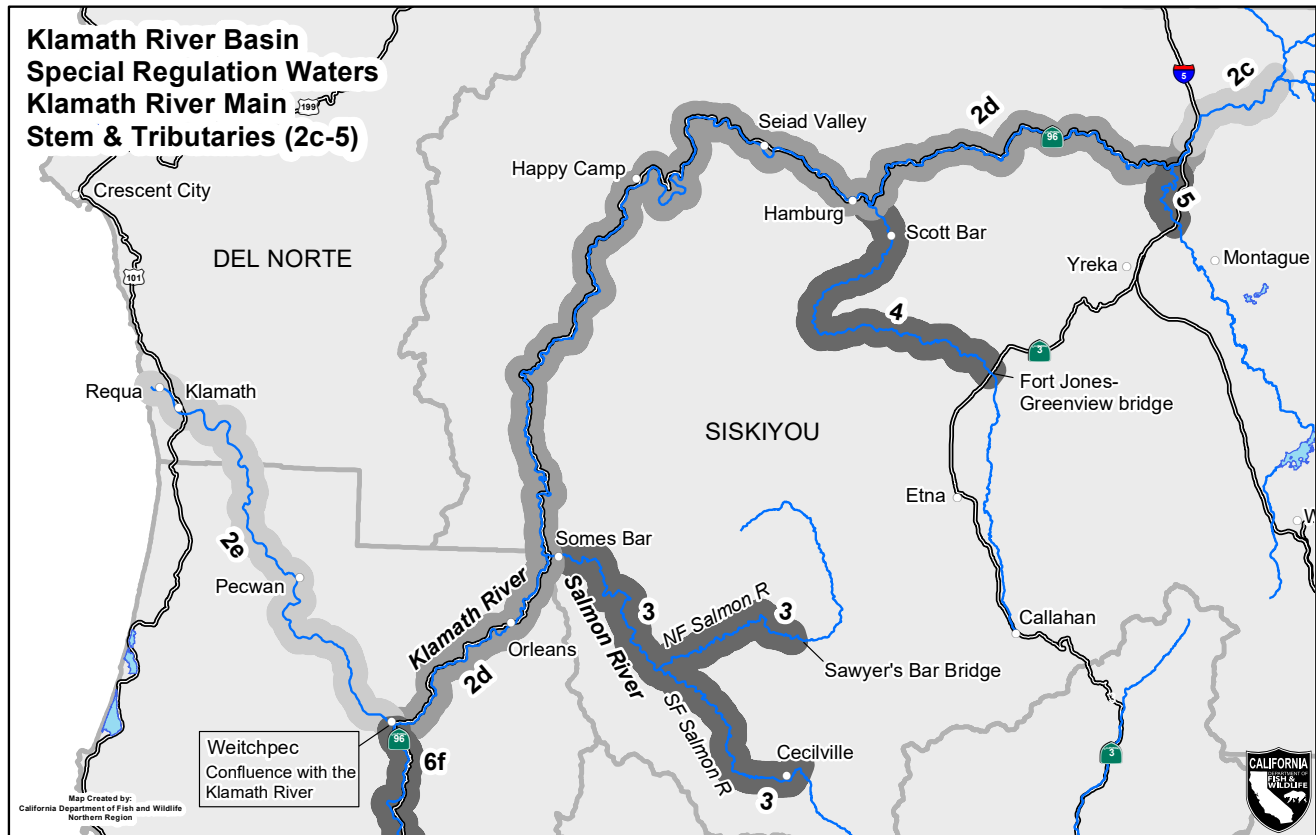 Klamath River Basin
Special Regulation Waters
Klamath River Main
Stem & Tributaries (2c-5)
199
5
2c
2d
96
Seiad Valley
Happy Camp
Crescent City
Hamburg
Scott Bar
5
DEL NORTE
Yreka
Montague
101
4
3
Requa
Klamath
Fort Jones-
Greenview bridge
SISKIYOU
Etna
W
2e
Somes Bar
Pecwan
Klamath River
Salmon River
3
NF Salmon R
3
Callahan
Orleans
2d
Sawyer's Bar Bridge
SF Salmon R
Weitchpec
Confluence with the
Klamath River
96
6f
Cecilville
3
3
Map Created by:
California Department of Fish and Wildlife
Northern Region
CALIFORNIA
DEPARTMENT OF
FISH &
WILDLIFE